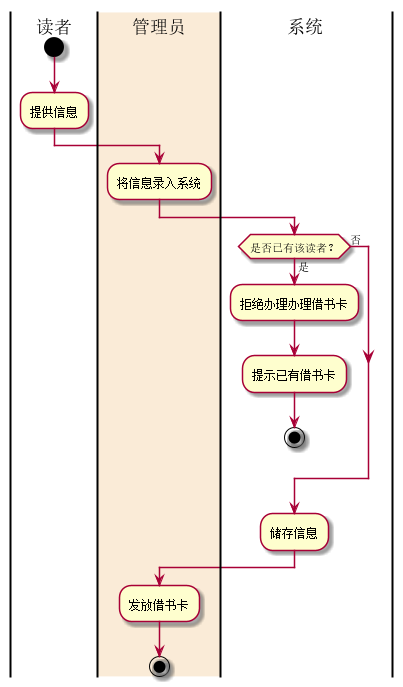 读者
管理员
系统
提供信息
将信息录入系统
是否已有该读者？
否
是
拒绝办理办理借书卡
提示已有借书卡
储存信息
发放借书卡